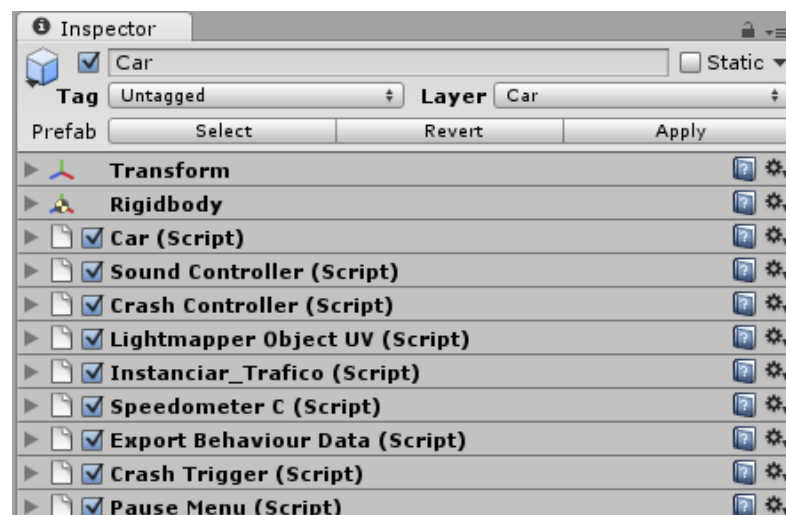 Inspector
Car Static
Tag Untagged Layer Car
Prefab Select Revert Apply
Transform
Rigidbody
Car (Script)
Sound Controller (Script)
Crash Controller (Script)
Lightmapper Object UV (Script)
Instanciar_Trafico (Script)
Speedometer C (Script)
Export Behaviour Data (Script)
Crash Trigger (Script)
Pause Menu (Script)